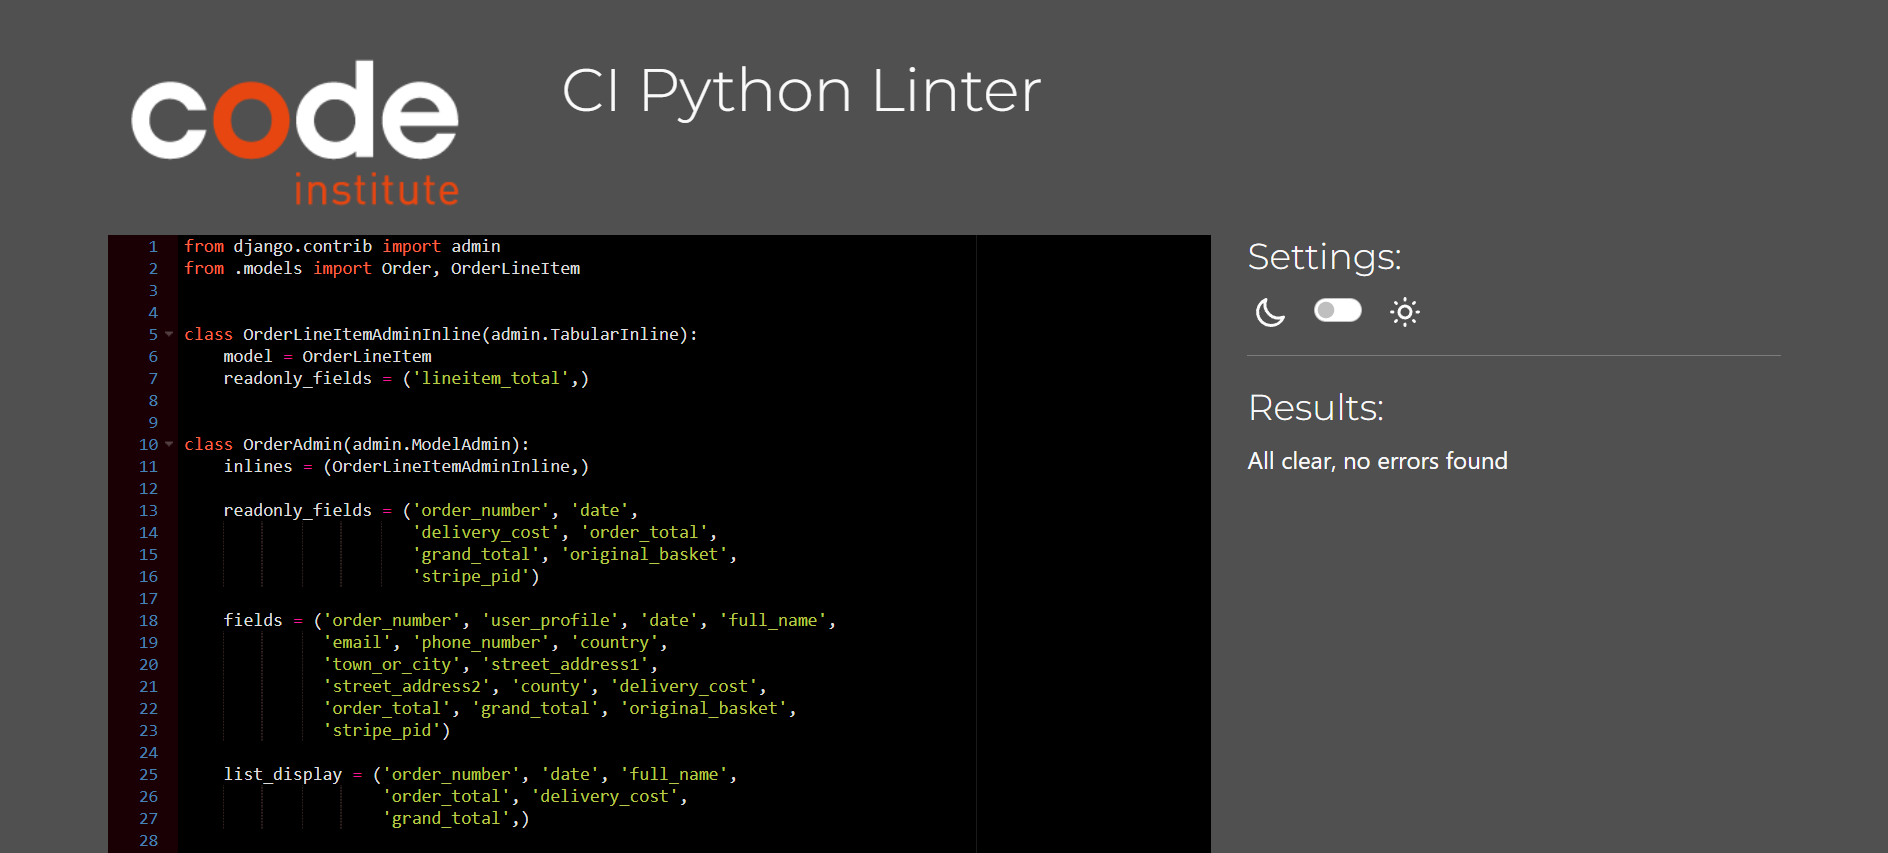 code
institute
CI Python Linter
1 from django.contrib import admin
2 from .models import Order, OrderLineItem
3
4
5 class OrderLineItemAdminInline(admin.TabularInline):
6     model = OrderLineItem
7     readonly_fields = ('lineitem_total',)
8
9
10 class OrderAdmin(admin.ModelAdmin):
11     inlines = (OrderLineItemAdminInline,)
12
13     readonly_fields = ('order_number', 'date',
14                        'delivery_cost', 'order_total',
15                        'grand_total', 'original_basket',
16                        'stripe_pid')
17
18     fields = ('order_number', 'user_profile', 'date', 'full_name',
19               'email', 'phone_number', 'country',
20               'town_or_city', 'street_address1',
21               'street_address2', 'county', 'delivery_cost',
22               'order_total', 'grand_total', 'original_basket',
23               'stripe_pid')
24
25     list_display = ('order_number', 'date', 'full_name',
26                     'order_total', 'delivery_cost',
27                     'grand_total',)
28
Settings:
Results:
All clear, no errors found